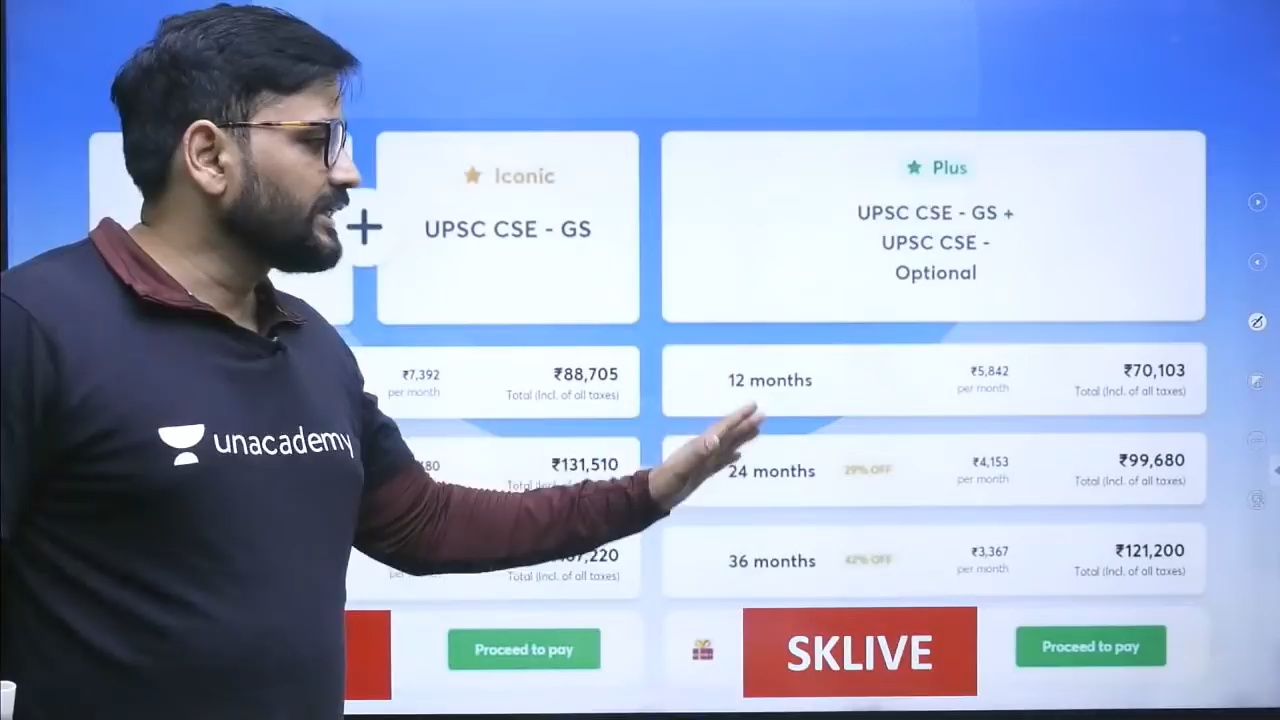 Iconic
UPSC CSE - GS
Plus
UPSC CSE - GS +
UPSC CSE -
Optional
₹7,392
per month
₹88,705
Total (Incl. of all taxes)
12 months
₹5,842
per month
₹70,103
Total (Incl. of all taxes)
unacademy
₹131,510
24 months
29% OFF
₹4,153
per month
₹99,680
Total (Incl. of all taxes)
Total (Incl. of all taxes)
36 months
42% OFF
₹3,367
per month
₹121,200
Total (Incl. of all taxes)
Proceed to pay
SKLIVE
Proceed to pay